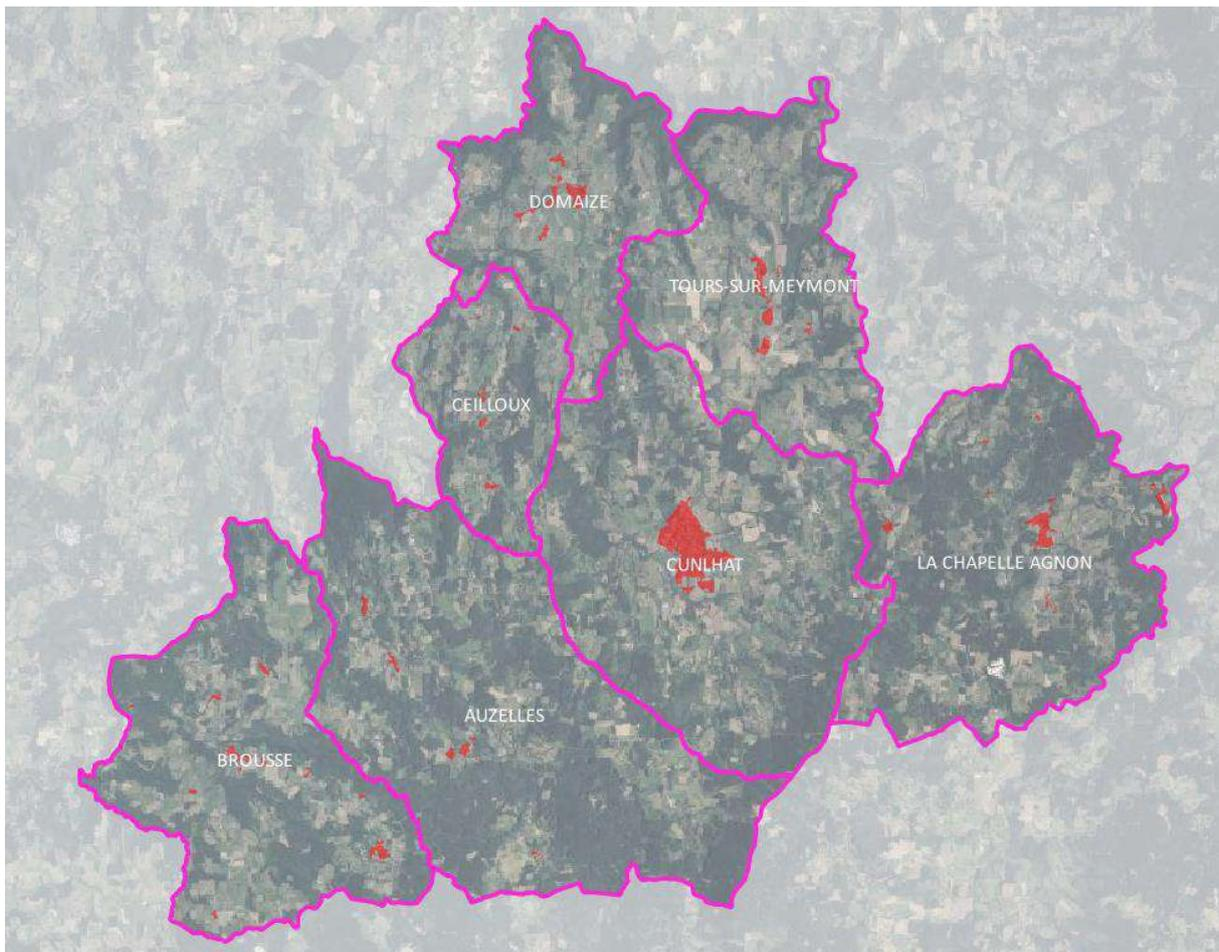 DOMAIZE
TOURS-SUR-MEYMONT
CEILLOUX
CUNLHAT
LA CHAPELLE AGNON
AUZELLES
BROUSSE